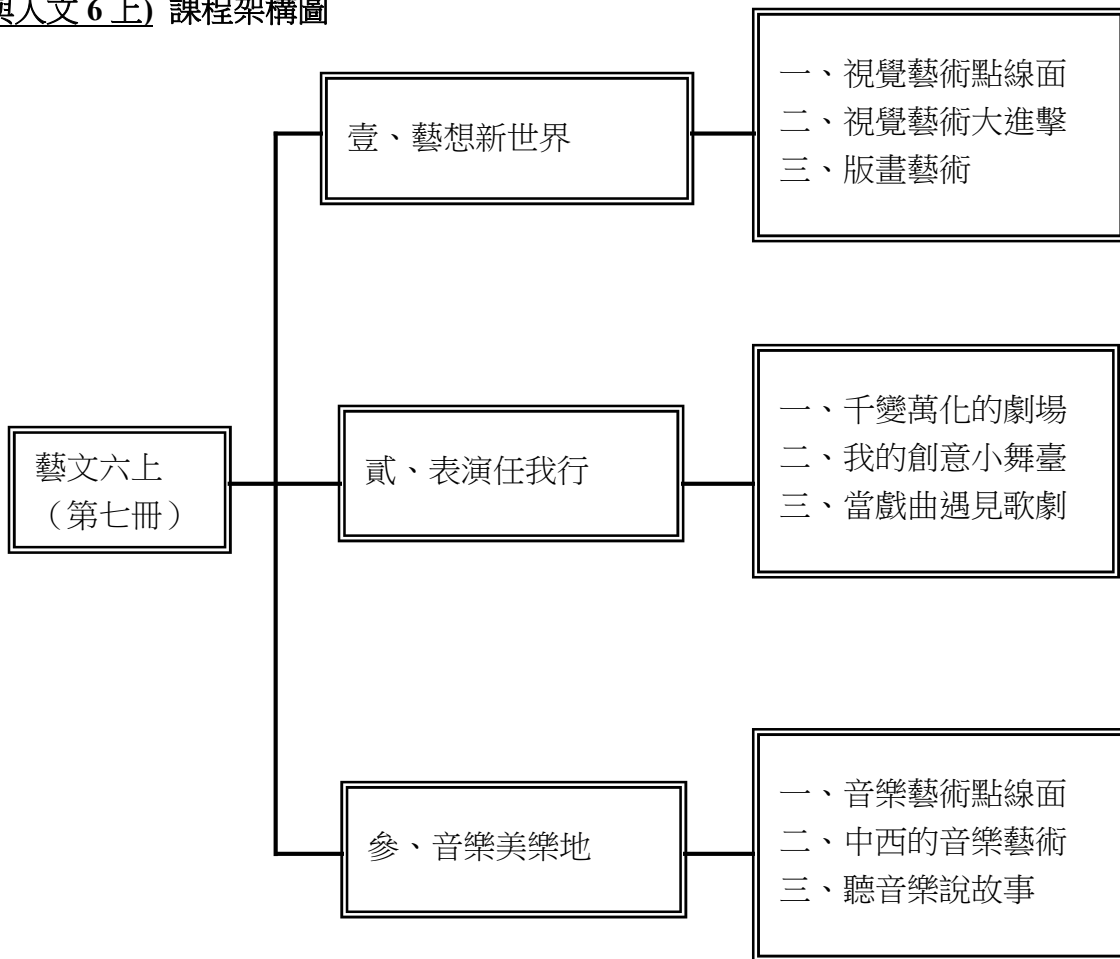 與人文 6 上) 課程架構圖
藝文六上
（第七冊）
壹、藝想新世界
一、視覺藝術點線面
二、視覺藝術大進擊
三、版畫藝術
貳、表演任我行
一、千變萬化的劇場
二、我的創意小舞臺
三、當戲曲遇見歌劇
參、音樂美樂地
一、音樂藝術點線面
二、中西的音樂藝術
三、聽音樂說故事